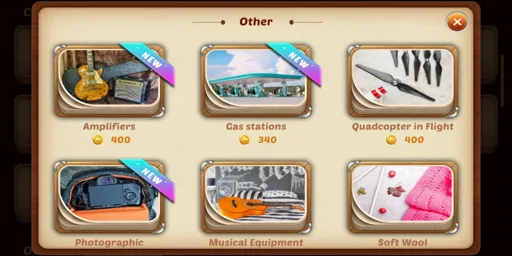 Other
NEW
NEW
Amplifiers
Gas stations
Quadcopter in Flight
400
340
400
NEW
Photographic
Musical Equipment
Soft Wool